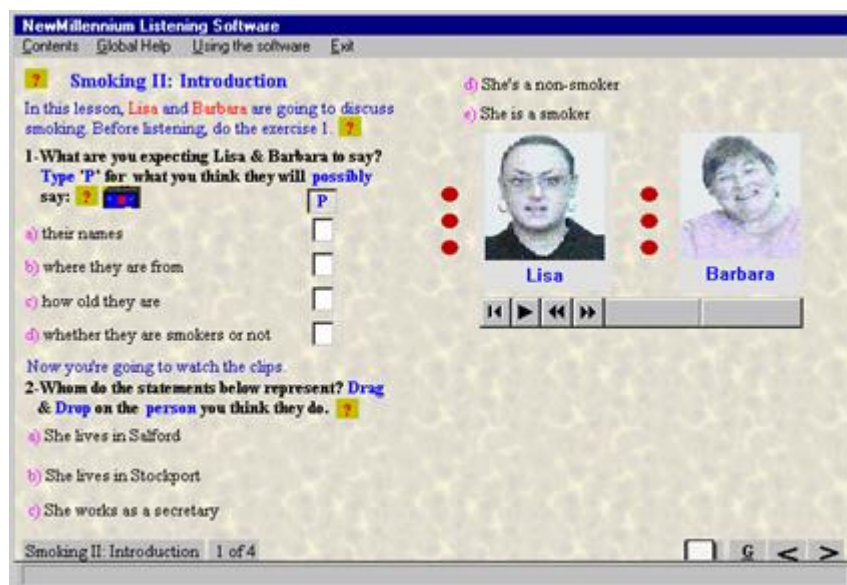 NewMillennium Listening Software
Contents Global Help Using the software Exit
? Smoking II: Introduction
In this lesson, Lisa and Barbara are going to discuss
smoking. Before listening, do the exercise 1. ?
1-What are you expecting Lisa & Barbara to say?
Type 'P' for what you think they will possibly
say: ?
P
a) their names
b) where they are from
c) how old they are
d) whether they are smokers or not
Now you're going to watch the clips.
2-Whom do the statements below represent? Drag
& Drop on the person you think they do. ?
a) She lives in Salford
b) She lives in Stockport
c) She works as a secretary
d) She's a non-smoker
e) She is a smoker
Lisa
Barbara
Smoking II: Introduction 1 of 4
G < >